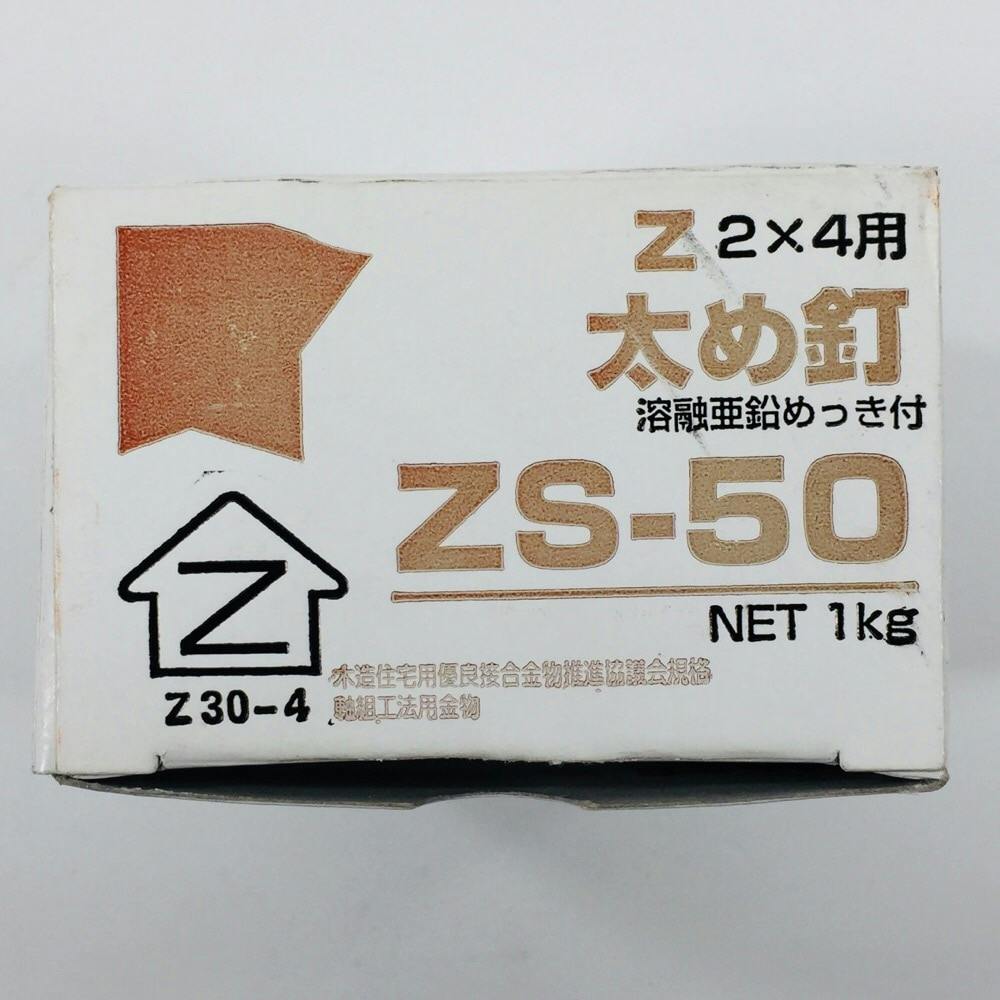 Z 2×4用
太め釘
溶融亜鉛めっき付
ZS-50
NET 1kg
Z
Z30-4
木造住宅用優良接合金物推進協議会規格
軸組工法用金物